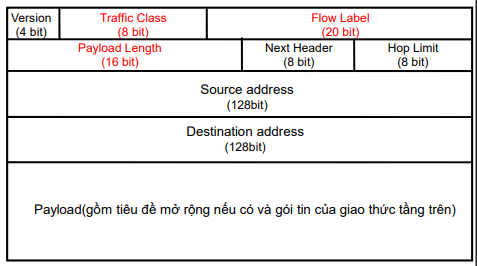 Version
(4 bit)
Traffic Class
(8 bit)
Flow Label
(20 bit)
Payload Length
(16 bit)
Next Header
(8 bit)
Hop Limit
(8 bit)
Source address
(128bit)
Destination address
(128bit)
Payload(gồm tiêu đề mở rộng nếu có và gói tin của giao thức tầng trên)